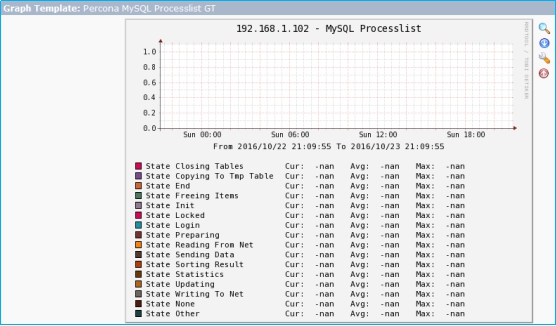 Graph Template: Percona MySQL Processlist GT
192.168.1.102 - MySQL Processlist
1.0
0.8
0.6
0.4
0.2
0.0
Sun 00:00 Sun 06:00 Sun 12:00 Sun 18:00
From 2016/10/22 21:09:55 To 2016/10/23 21:09:55
State Closing Tables Cur: -nan Avg: -nan Max: -nan
State Copying To Tmp Table Cur: -nan Avg: -nan Max: -nan
State End Cur: -nan Avg: -nan Max: -nan
State Freeing Items Cur: -nan Avg: -nan Max: -nan
State Init Cur: -nan Avg: -nan Max: -nan
State Locked Cur: -nan Avg: -nan Max: -nan
State Login Cur: -nan Avg: -nan Max: -nan
State Preparing Cur: -nan Avg: -nan Max: -nan
State Reading From Net Cur: -nan Avg: -nan Max: -nan
State Sending Data Cur: -nan Avg: -nan Max: -nan
State Sorting Result Cur: -nan Avg: -nan Max: -nan
State Statistics Cur: -nan Avg: -nan Max: -nan
State Updating Cur: -nan Avg: -nan Max: -nan
State Writing To Net Cur: -nan Avg: -nan Max: -nan
State None Cur: -nan Avg: -nan Max: -nan
State Other Cur: -nan Avg: -nan Max: -nan